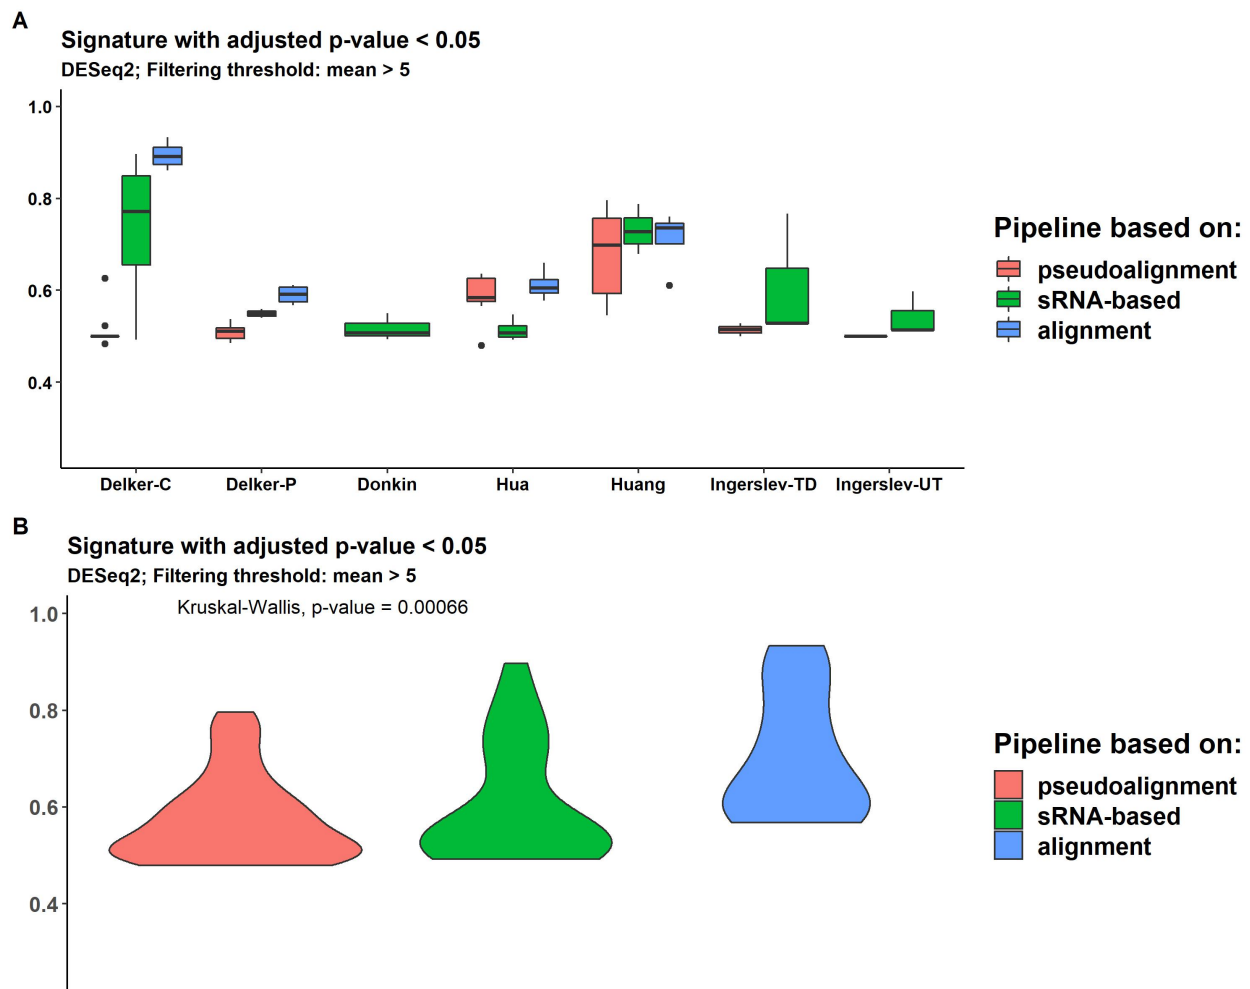 A
Signature with adjusted p-value < 0.05
DESeq2; Filtering threshold: mean > 5
1.0
0.8
0.6
0.4
Delker-C Delker-P Donkin Hua Huang Ingerslev-TD Ingerslev-UT
Pipeline based on:
pseudoalignment
sRNA-based
alignment
B
Signature with adjusted p-value < 0.05
DESeq2; Filtering threshold: mean > 5
Kruskal-Wallis, p-value = 0.00066
1.0
0.8
0.6
0.4
Pipeline based on:
pseudoalignment
sRNA-based
alignment